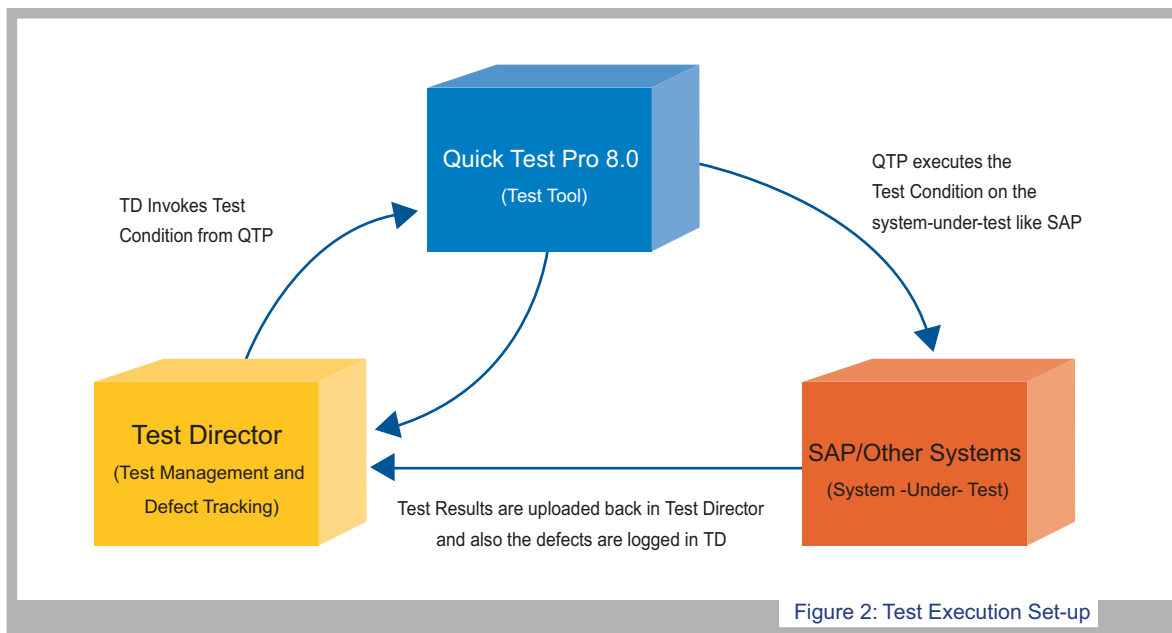 Quick Test Pro 8.0
(Test Tool)
QTP executes the
Test Condition on the
system-under-test like SAP
TD Invokes Test
Condition from QTP
Test Director
(Test Management and
Defect Tracking)
SAP/Other Systems
(System -Under- Test)
Test Results are uploaded back in Test Director
and also the defects are logged in TD
Figure 2: Test Execution Set-up